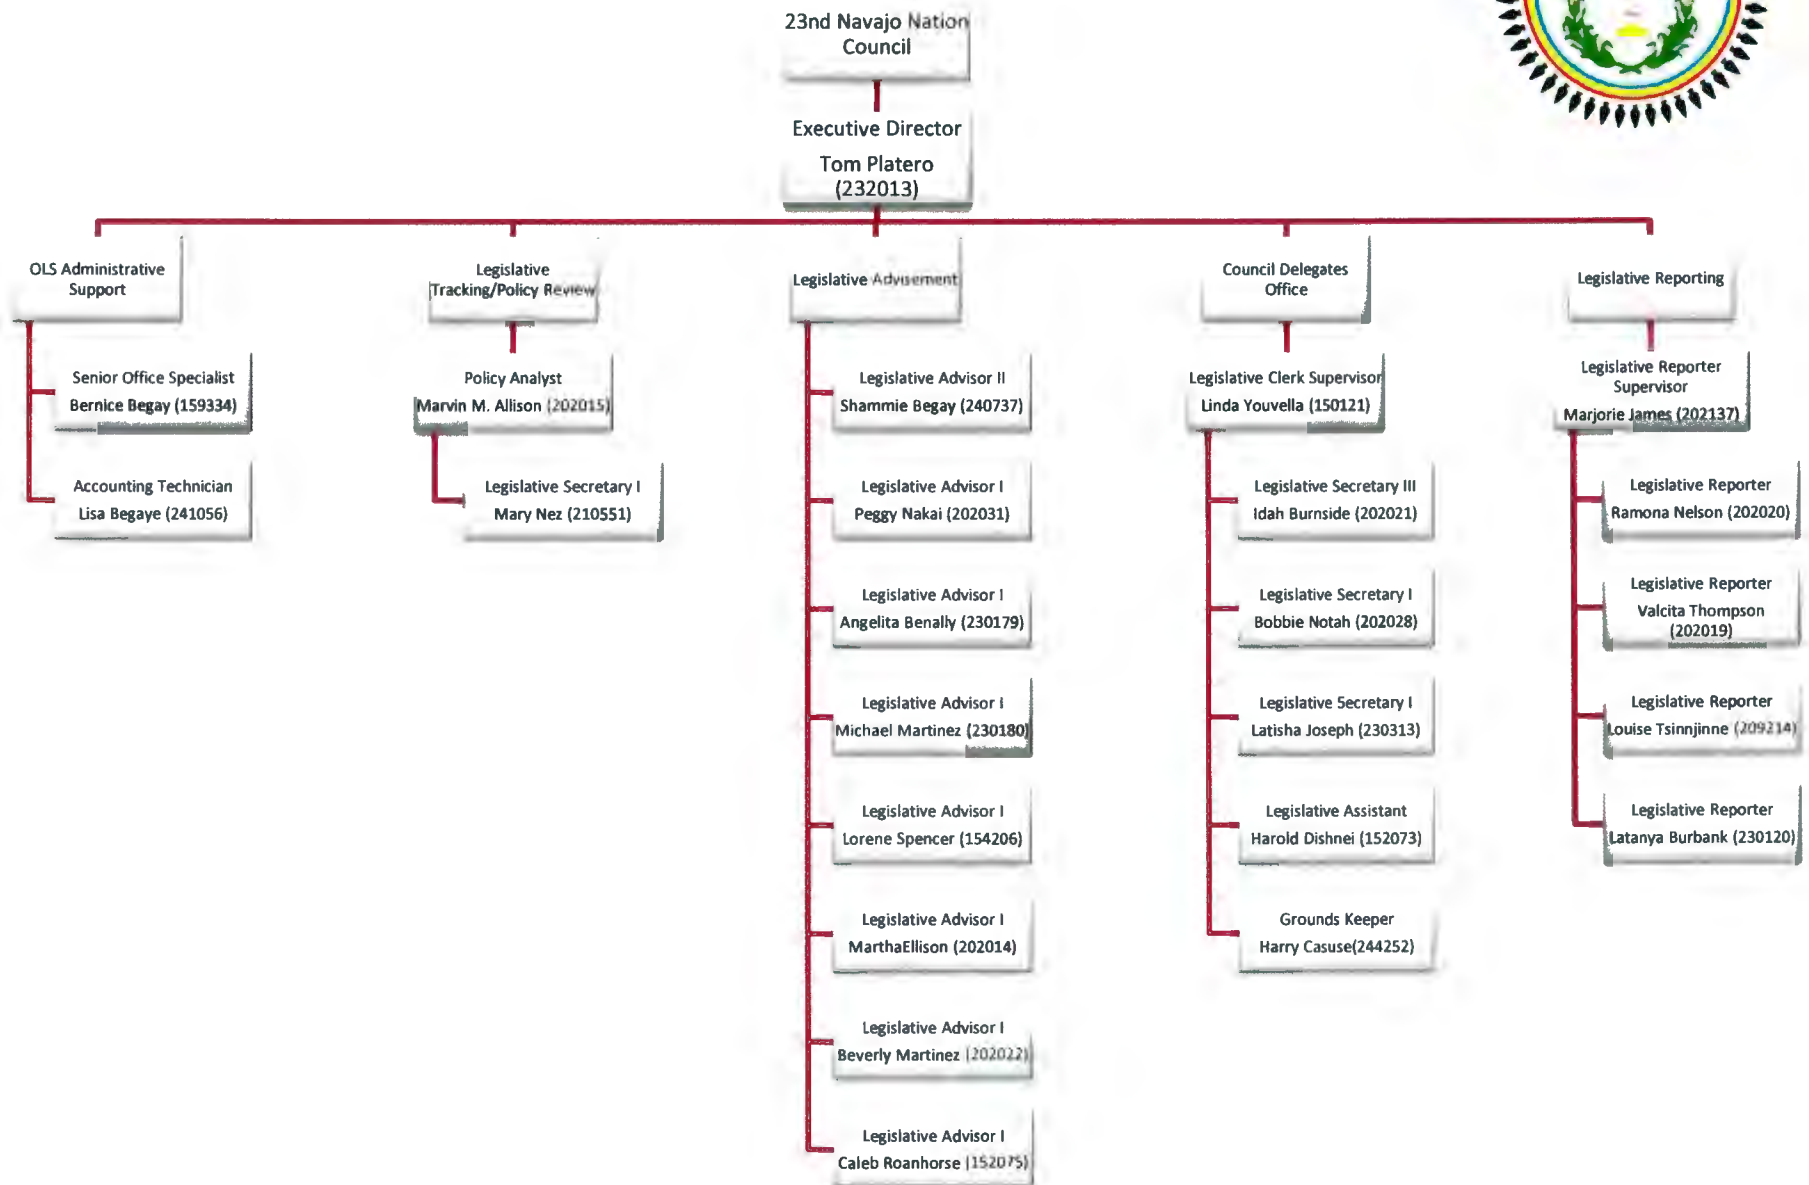 23nd Navajo Nation
Council
Executive Director
Tom Platero
(232013)
OLS Administrative
Support
Senior Office Specialist
Bernice Begay (159334)
Accounting Technician
Lisa Begaye (241056)
Legislative
Tracking/Policy Review
Policy Analyst
Marvin M. Allison (202015)
Legislative Secretary I
Mary Nez (210551)
Legislative Advisement
Legislative Advisor II
Shammie Begay (240737)
Legislative Advisor I
Peggy Nakai (202031)
Legislative Advisor I
Angelita Benally (230179)
Legislative Advisor I
Michael Martinez (230180)
Legislative Advisor I
Lorene Spencer (154206)
Legislative Advisor I
MarthaEllison (202014)
Legislative Advisor I
Beverly Martinez (202022)
Legislative Advisor I
Caleb Roanhorse (152075)
Council Delegates
Office
Legislative Clerk Supervisor
Linda Youvella (150121)
Legislative Secretary III
Idah Burnside (202021)
Legislative Secretary I
Bobbie Notah (202028)
Legislative Secretary I
Latisha Joseph (230313)
Legislative Assistant
Harold Dishnei (152073)
Grounds Keeper
Harry Casuse(244252)
Legislative Reporting
Legislative Reporter
Supervisor
Marjorie James (202137)
Legislative Reporter
Ramona Nelson (202020)
Legislative Reporter
Valcita Thompson
(202019)
Legislative Reporter
Louise Tsinnjinne (209214)
Legislative Reporter
Latanya Burbank (230120)